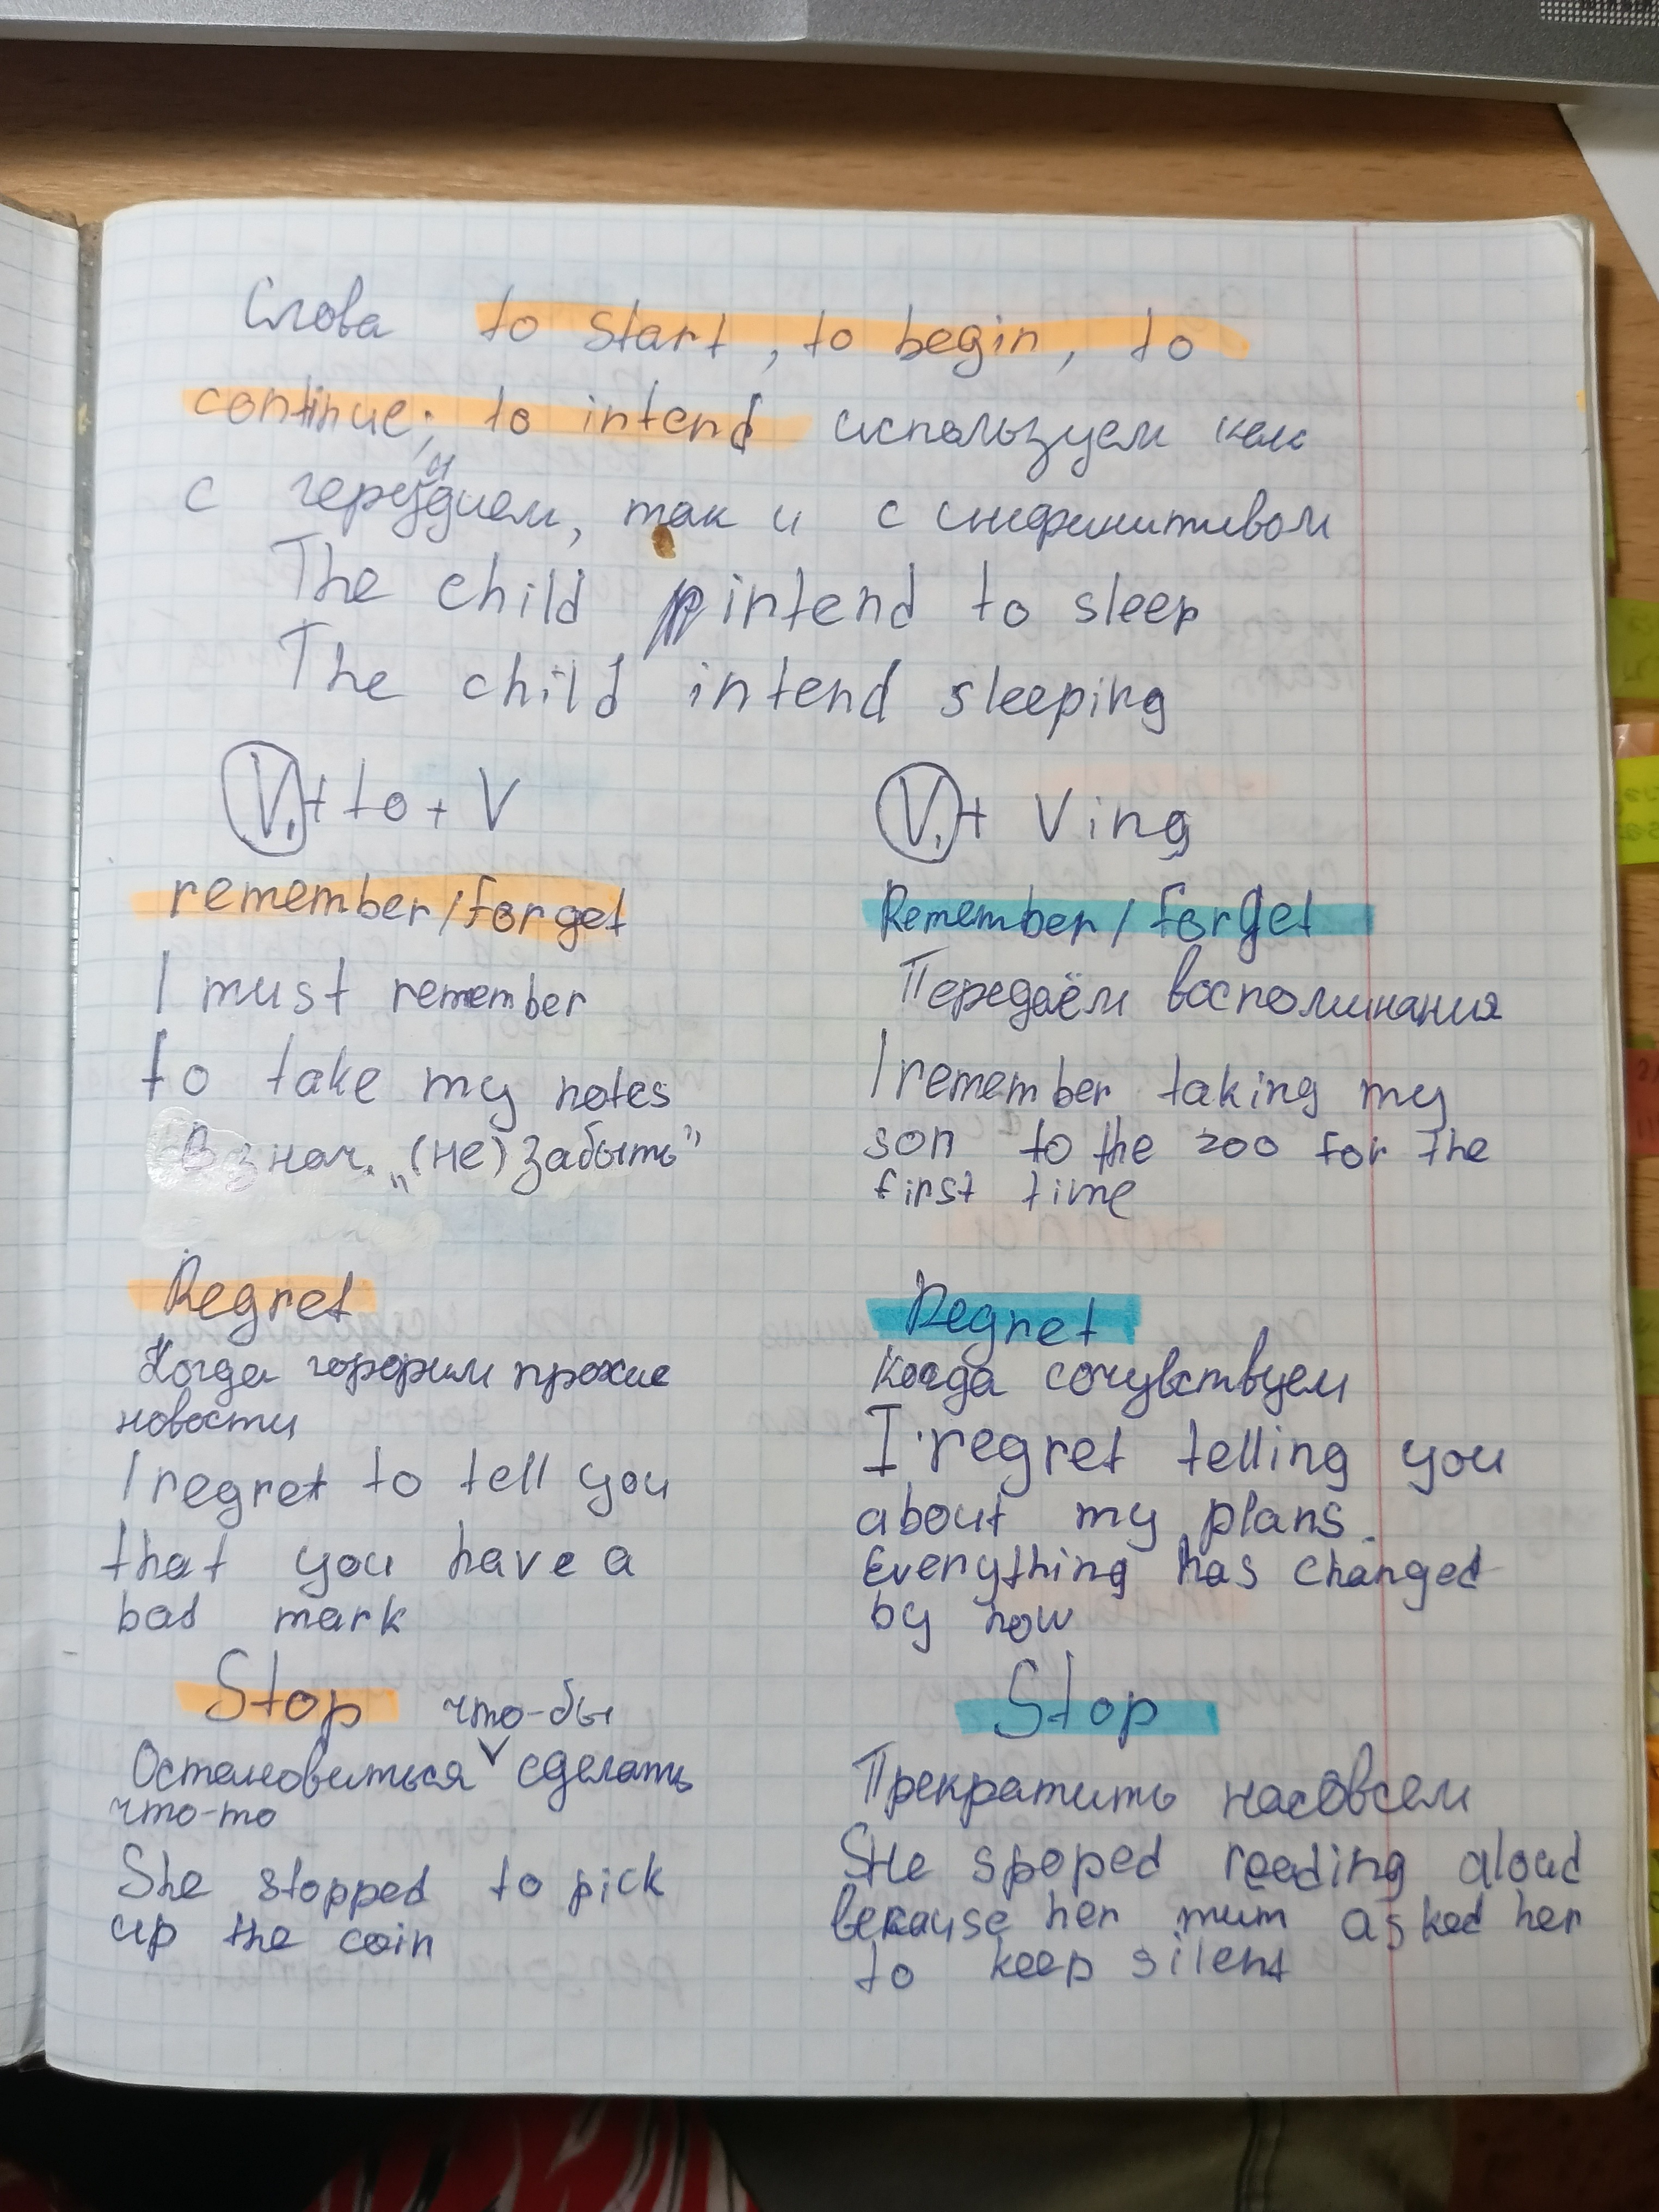 Слова to start, to begin, to
continue; to intend используем как
с герундием, так и с инфинитивом
The child intend to sleep
The child intend sleeping
V₁ + to + V
remember/forget
I must remember
to take my notes
В знач. „(не) забыть"
Regret
Когда горорим прохие
новости
I regret to tell you
that you have a
bad mark
Stop что-бы
Остановиться ∨ сделать
что-то
She stopped to pick
up the coin
V₁ + Ving
Remember/forget
Передаём воспоминания
I remember taking my
son to the zoo for the
first time
Regret
Когда сочувствуем
I regret telling you
about my plans.
Everything has changed
by now
Stop
Прекратить насовсем
She spoped reading aloud
because her mum asked her
to keep silent